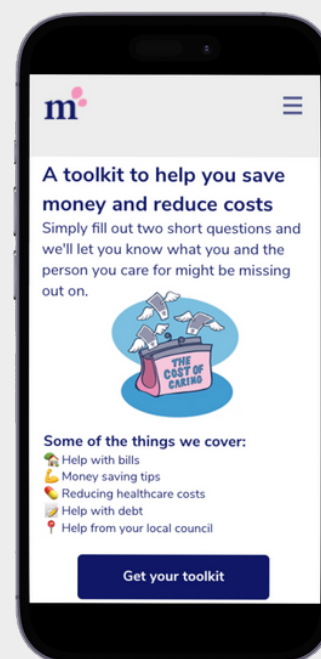 m
A toolkit to help you save
money and reduce costs
Simply fill out two short questions and
we'll let you know what you and the
person you care for might be missing
out on.
THE
COST OF
CARING
Some of the things we cover:
🏡 Help with bills
💪 Money saving tips
💊 Reducing healthcare costs
📝 Help with debt
📍 Help from your local council
Get your toolkit